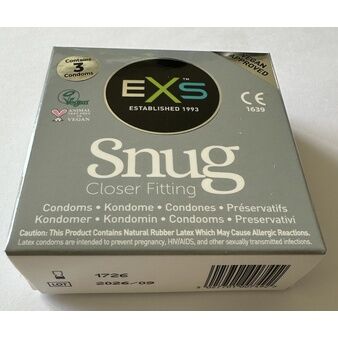 Contains
3
Condoms
EXS™
ESTABLISHED 1993
VEGAN
APPROVED
Vegan
VEGAN
CE
1639
Snug
Closer Fitting
Condoms • Kondome • Condones • Préservatifs
Kondomer • Kondomin • Condooms • Preservativi
Caution: This Product Contains Natural Rubber Latex Which May Cause Allergic Reactions.
Latex condoms are intended to prevent pregnancy, HIV/AIDS, and other sexually transmitted infections.
LOT
1726
2026/09